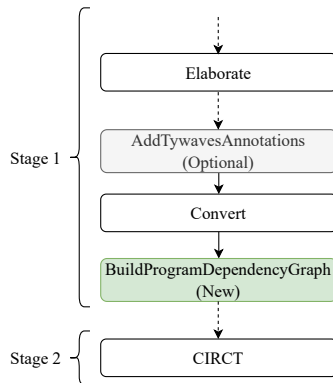 Elaborate
AddTywavesAnnotations
(Optional)
Stage 1
Convert
BuildProgramDependencyGraph
(New)
Stage 2
CIRCT